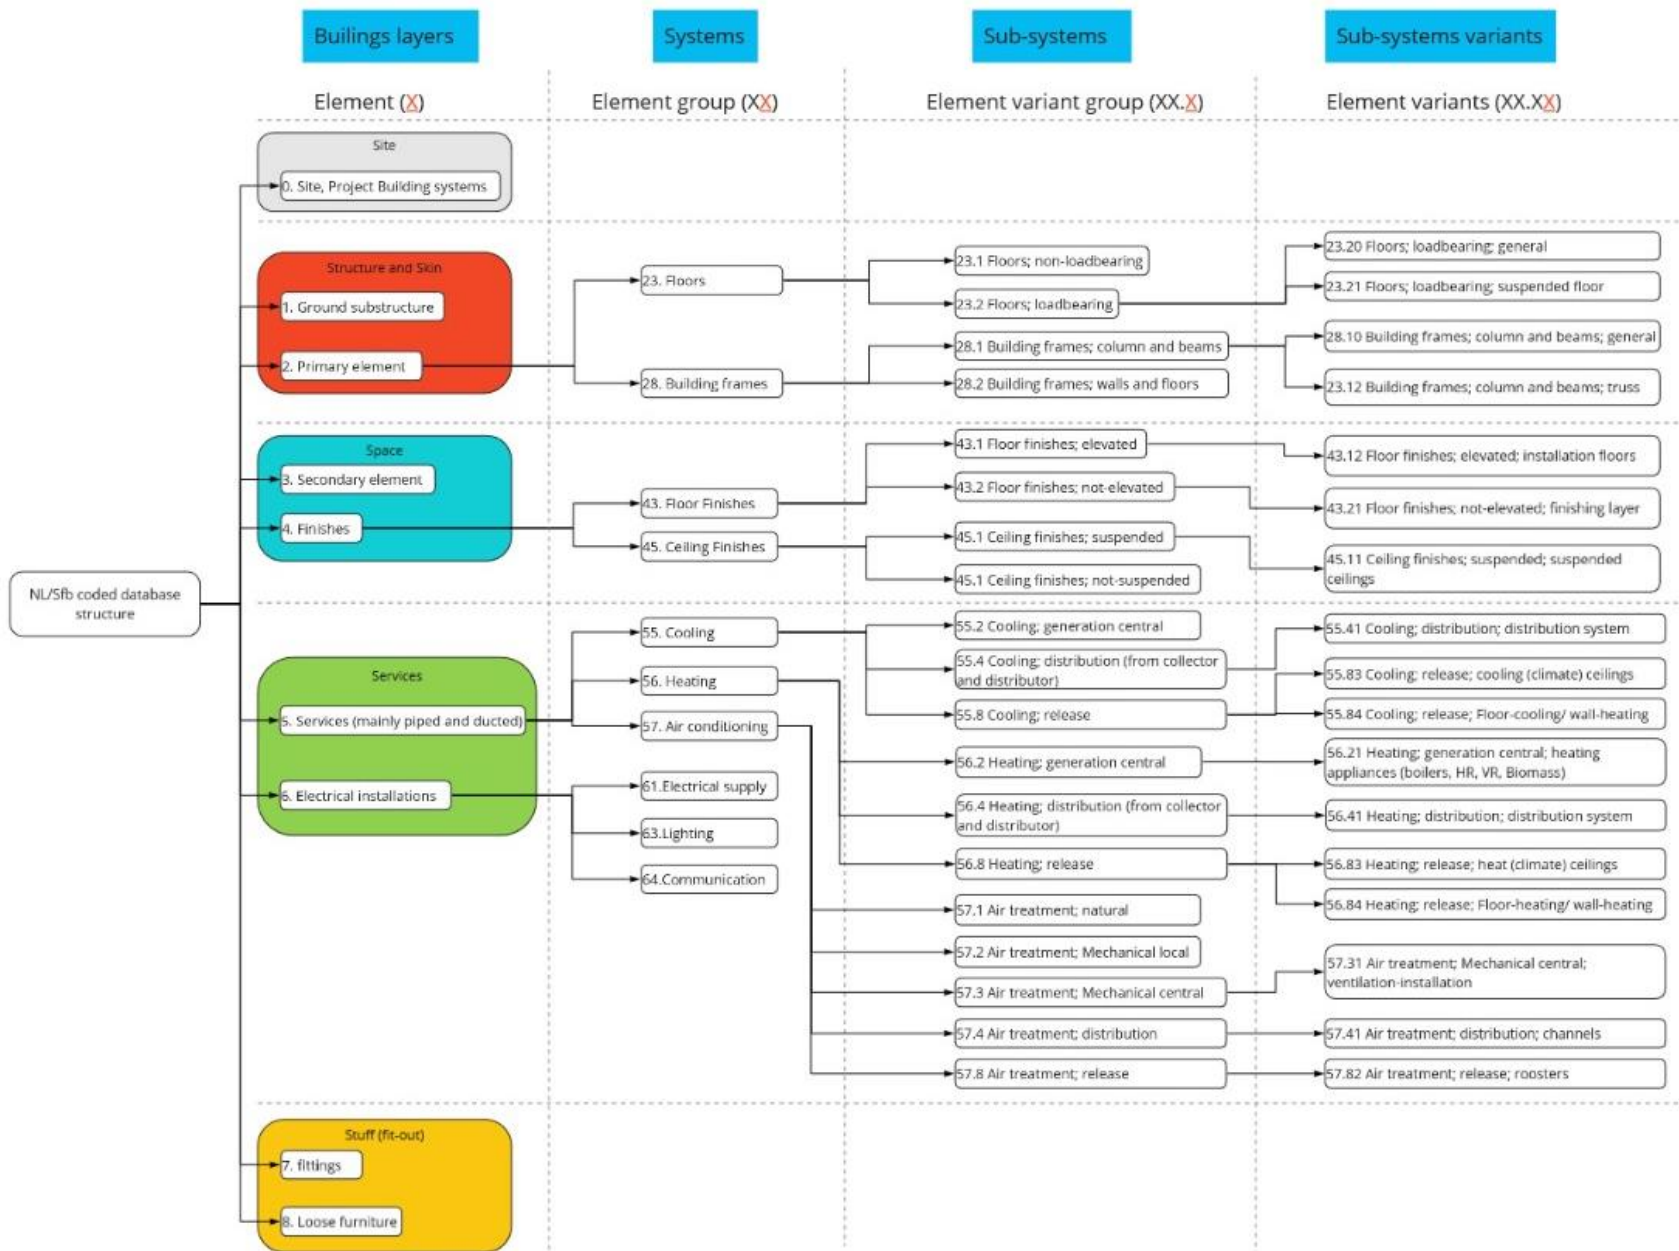 Builings layers
Systems
Sub-systems
Sub-systems variants
Element (X)
Element group (XX)
Element variant group (XX.X)
Element variants (XX.XX)
NL/Sfb coded database
structure
Site
0. Site, Project Building systems
Structure and Skin
1. Ground substructure
2. Primary element
23. Floors
28. Building frames
23.1 Floors; non-loadbearing
23.2 Floors; loadbearing
28.1 Building frames; column and beams
28.2 Building frames; walls and floors
23.20 Floors; loadbearing; general
23.21 Floors; loadbearing; suspended floor
28.10 Building frames; column and beams; general
23.12 Building frames; column and beams; truss
Space
3. Secondary element
4. Finishes
43. Floor Finishes
45. Ceiling Finishes
43.1 Floor finishes; elevated
43.2 Floor finishes; not-elevated
45.1 Ceiling finishes; suspended
45.1 Ceiling finishes; not-suspended
43.12 Floor finishes; elevated; installation floors
43.21 Floor finishes; not-elevated; finishing layer
45.11 Ceiling finishes; suspended; suspended
ceilings
Services
5. Services (mainly piped and ducted)
6. Electrical installations
55. Cooling
56. Heating
57. Air conditioning
61.Electrical supply
63.Lighting
64.Communication
55.2 Cooling; generation central
55.4 Cooling; distribution (from collector
and distributor)
55.8 Cooling; release
56.2 Heating; generation central
56.4 Heating; distribution (from collector
and distributor)
56.8 Heating; release
57.1 Air treatment; natural
57.2 Air treatment; Mechanical local
57.3 Air treatment; Mechanical central
57.4 Air treatment; distribution
57.8 Air treatment; release
55.41 Cooling; distribution; distribution system
55.83 Cooling; release; cooling (climate) ceilings
55.84 Cooling; release; Floor-cooling/ wall-heating
56.21 Heating; generation central; heating
appliances (boilers, HR, VR, Biomass)
56.41 Heating; distribution; distribution system
56.83 Heating; release; heat (climate) ceilings
56.84 Heating; release; Floor-heating/ wall-heating
57.31 Air treatment; Mechanical central;
ventilation-installation
57.41 Air treatment; distribution; channels
57.82 Air treatment; release; roosters
Stuff (fit-out)
7. fittings
8. Loose furniture